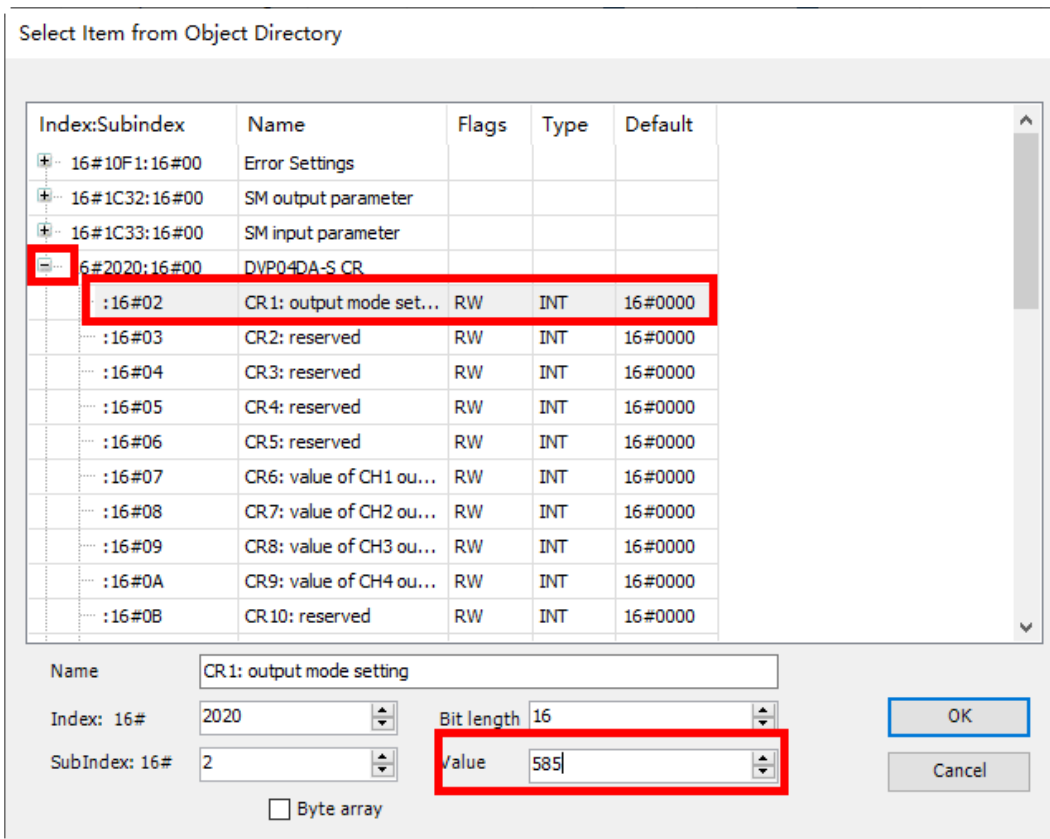 Select Item from Object Directory
Index:Subindex Name Flags Type Default
16#10F1:16#00 Error Settings
16#1C32:16#00 SM output parameter
16#1C33:16#00 SM input parameter
6#2020:16#00 DVP04DA-S CR
:16#02 CR1: output mode set... RW INT 16#0000
:16#03 CR2: reserved RW INT 16#0000
:16#04 CR3: reserved RW INT 16#0000
:16#05 CR4: reserved RW INT 16#0000
:16#06 CR5: reserved RW INT 16#0000
:16#07 CR6: value of CH1 ou... RW INT 16#0000
:16#08 CR7: value of CH2 ou... RW INT 16#0000
:16#09 CR8: value of CH3 ou... RW INT 16#0000
:16#0A CR9: value of CH4 ou... RW INT 16#0000
:16#0B CR10: reserved RW INT 16#0000
Name CR1: output mode setting
Index: 16# 2020 Bit length 16 OK
SubIndex: 16# 2 Value 585 Cancel
Byte array